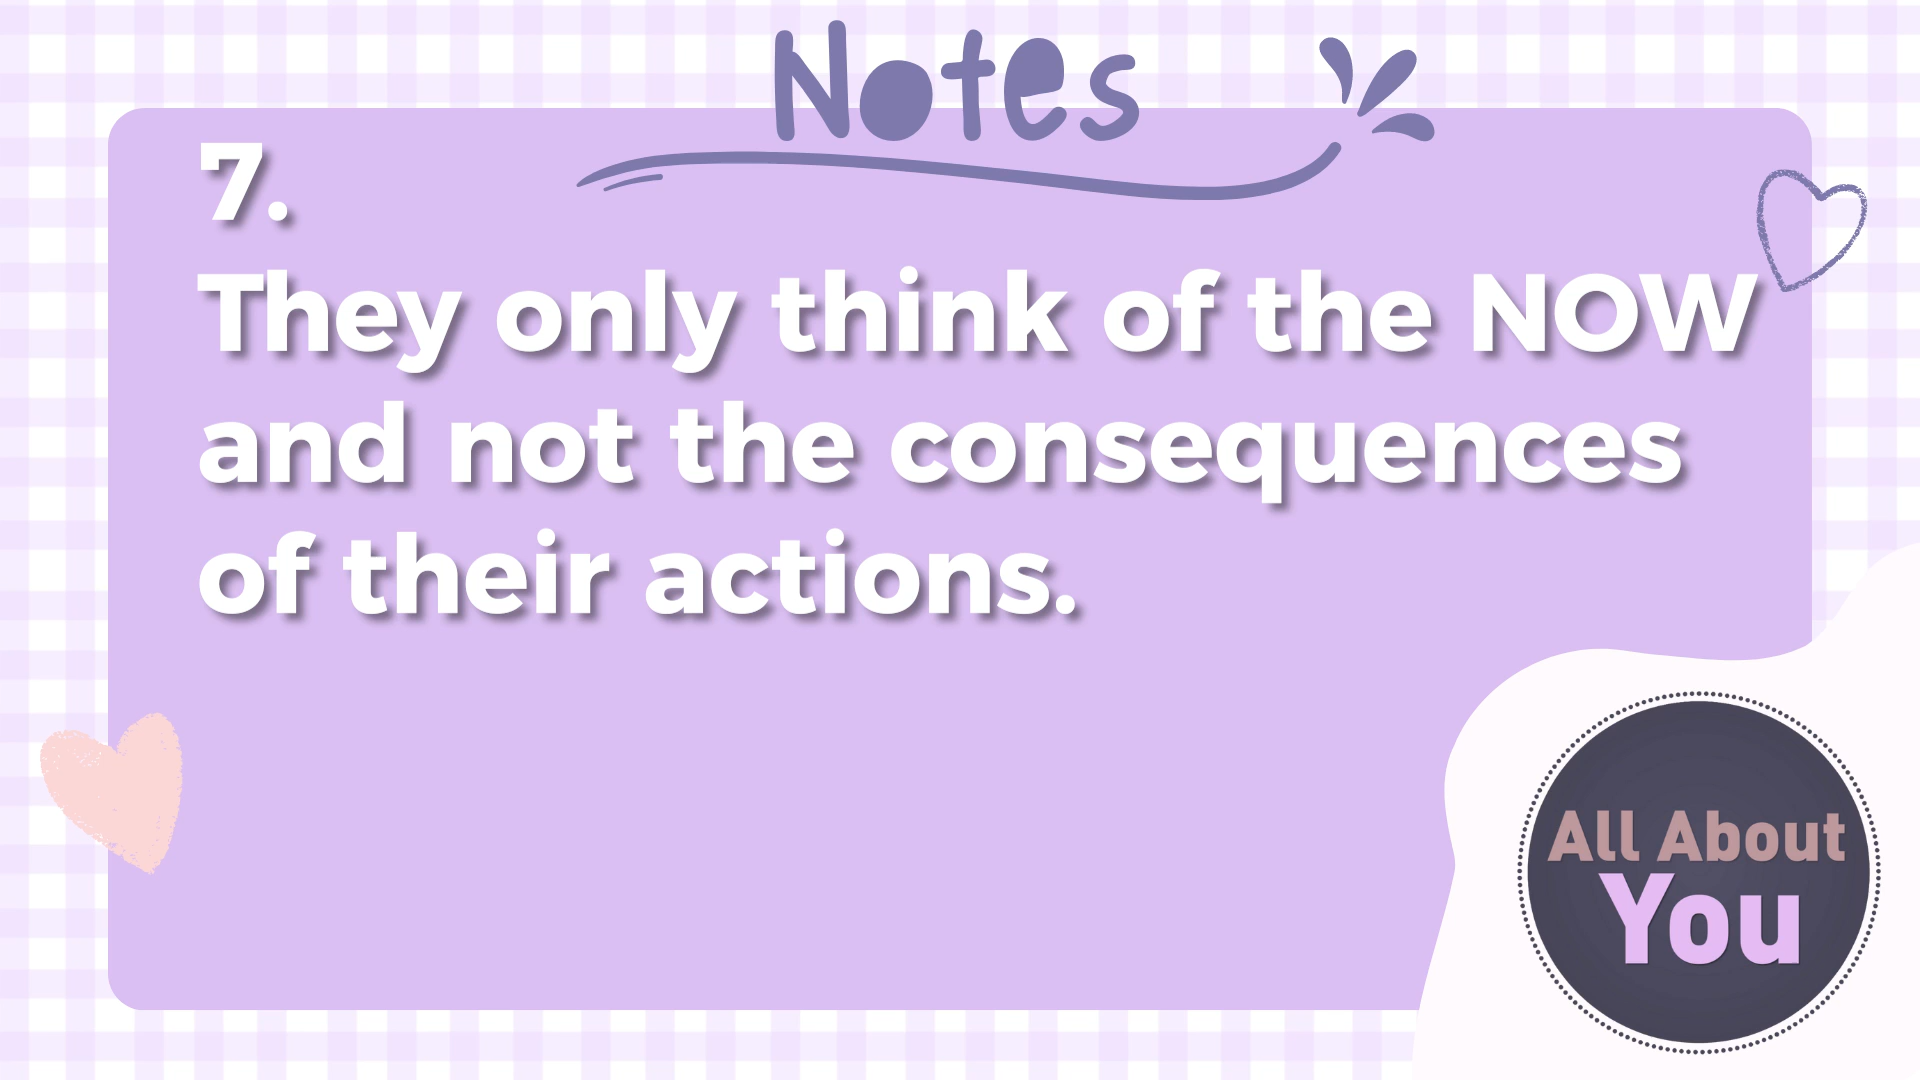 Notes
7.
They only think of the NOW
and not the consequences
of their actions.
All About
You